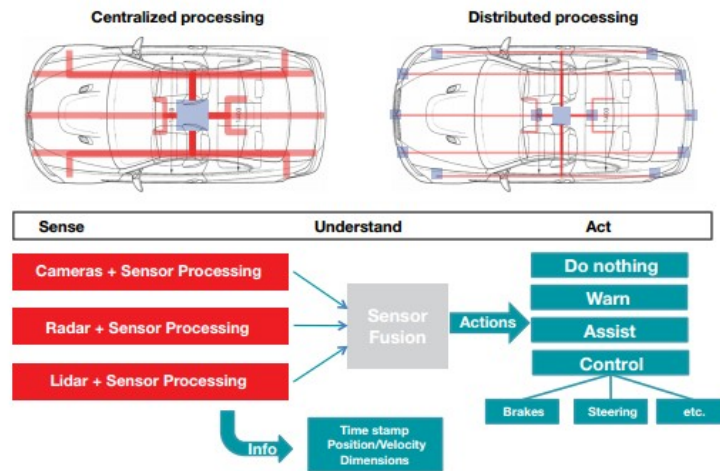 Centralized processing
Distributed processing
Sense
Understand
Act
Cameras + Sensor Processing
Radar + Sensor Processing
Lidar + Sensor Processing
Sensor
Fusion
Actions
Do nothing
Warn
Assist
Control
Brakes
Steering
etc.
Info
Time stamp
Position/Velocity
Dimensions